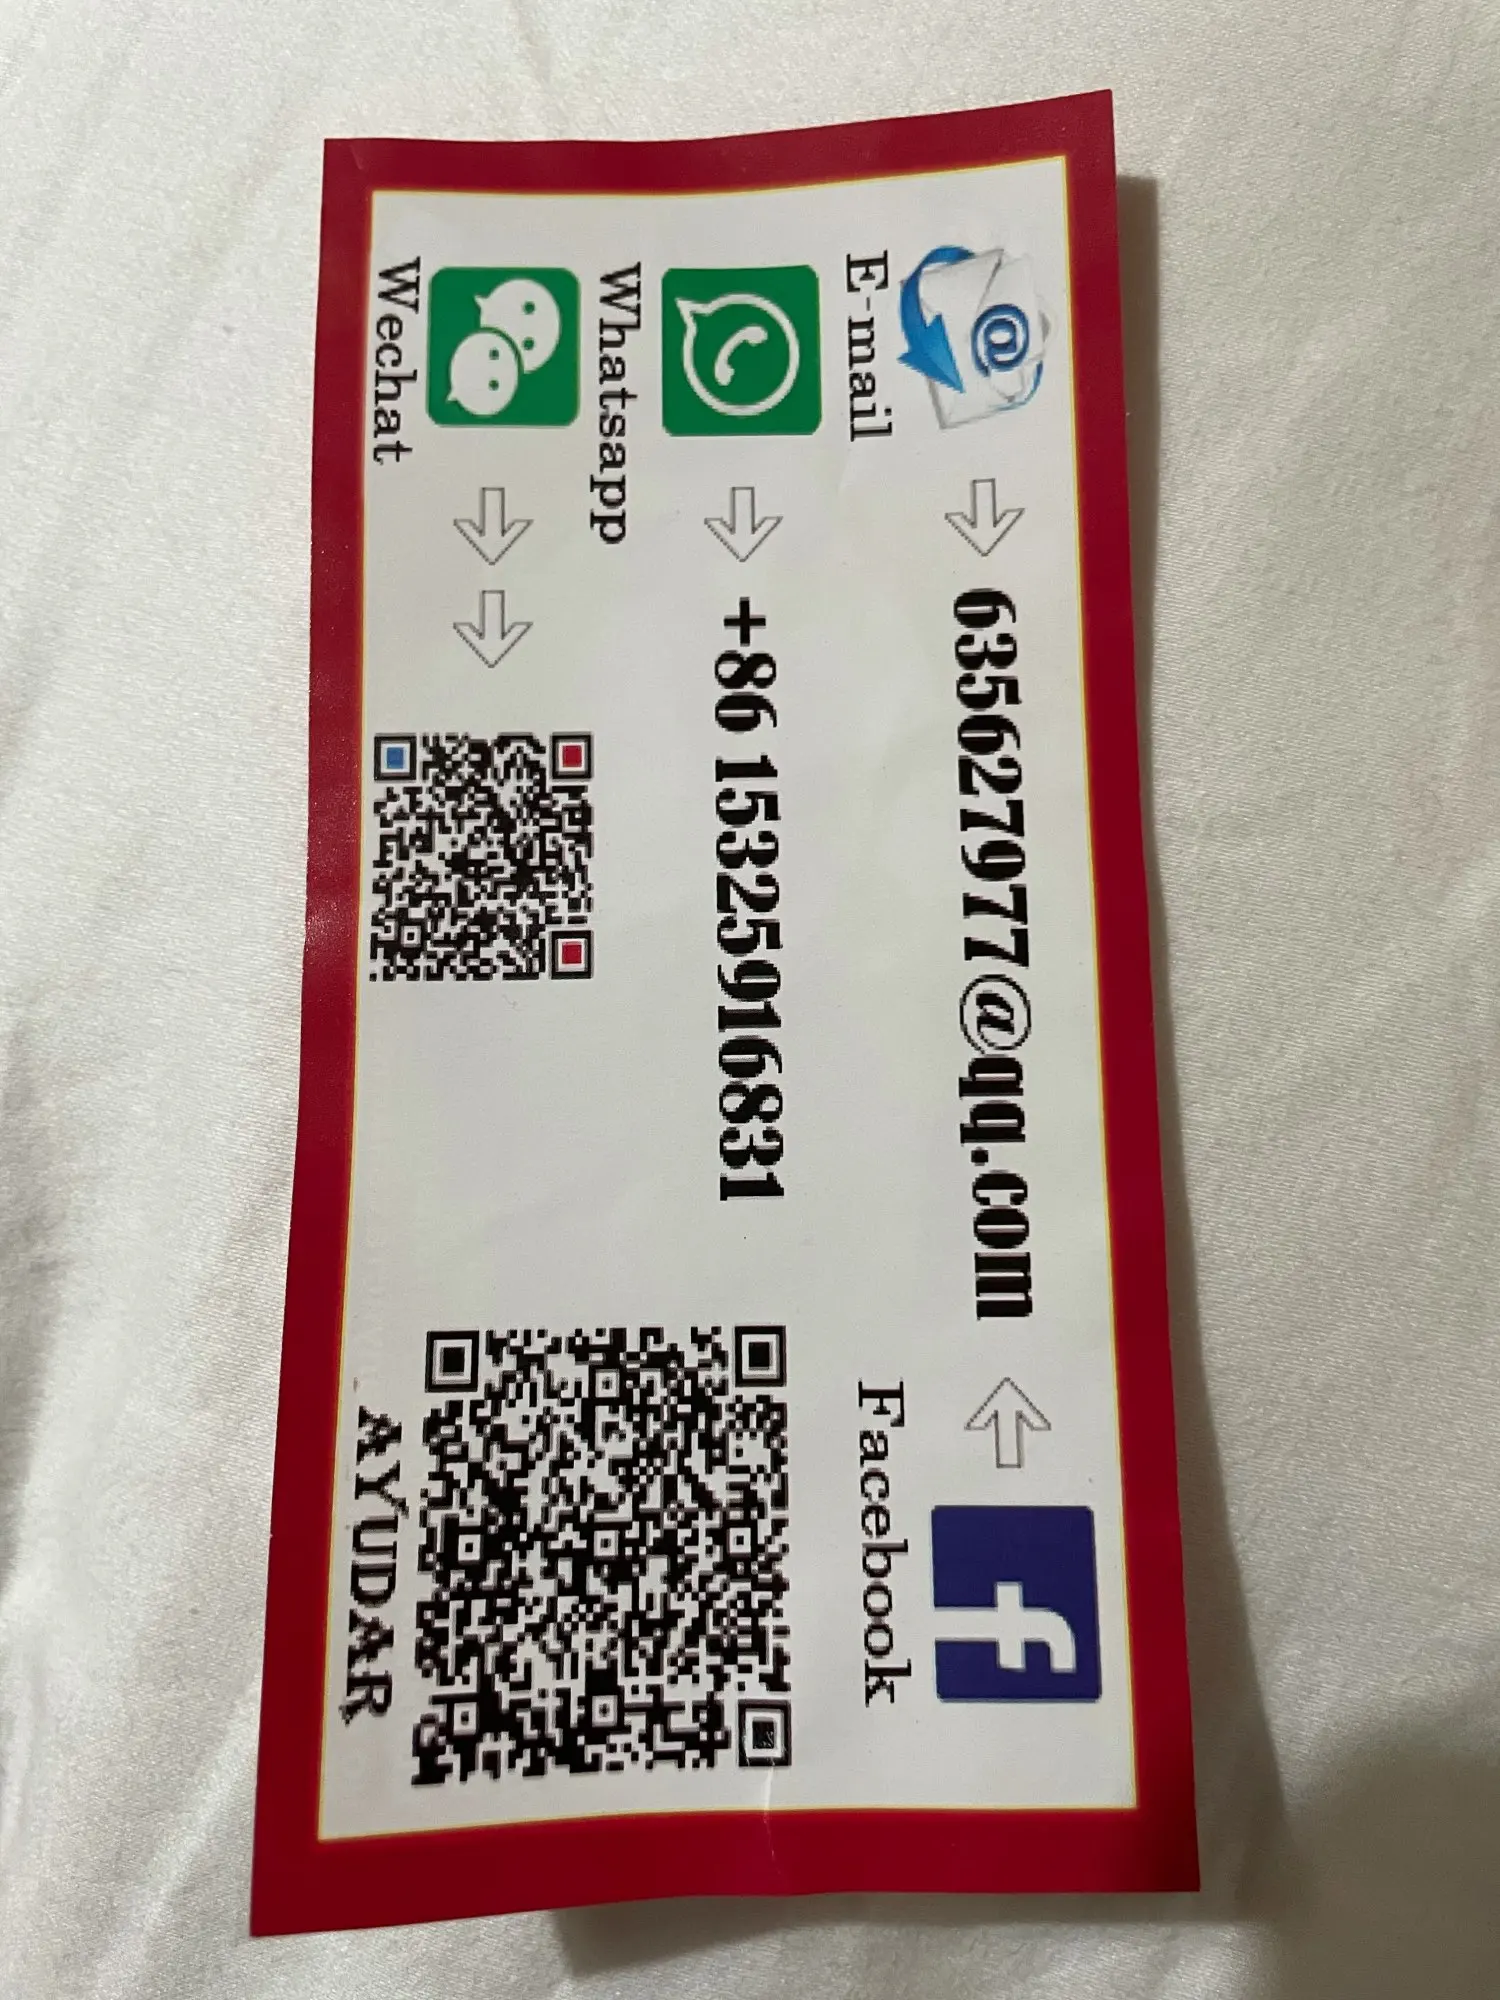 635627977@qq.com
E-mail
Facebook
+86 15325916831
Whatsapp
Wechat
AYUDAR